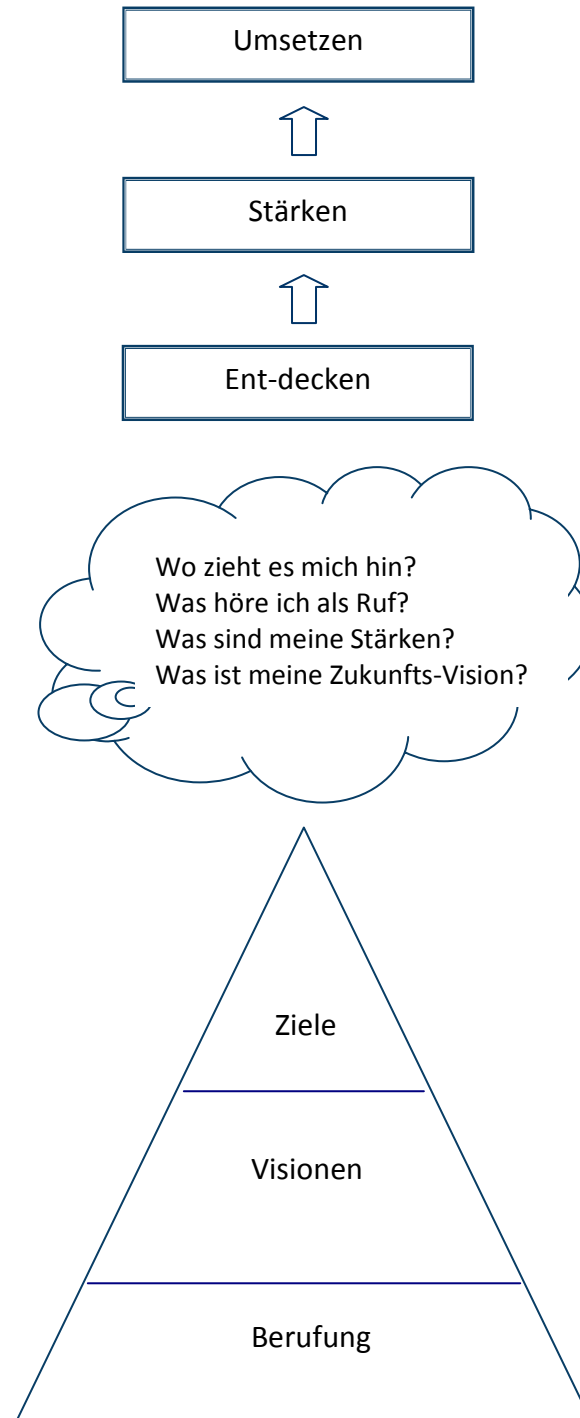 Umsetzen
Stärken
Ent-decken
Wo zieht es mich hin?
Was höre ich als Ruf?
Was sind meine Stärken?
Was ist meine Zukunfts-Vision?
Ziele
Visionen
Berufung